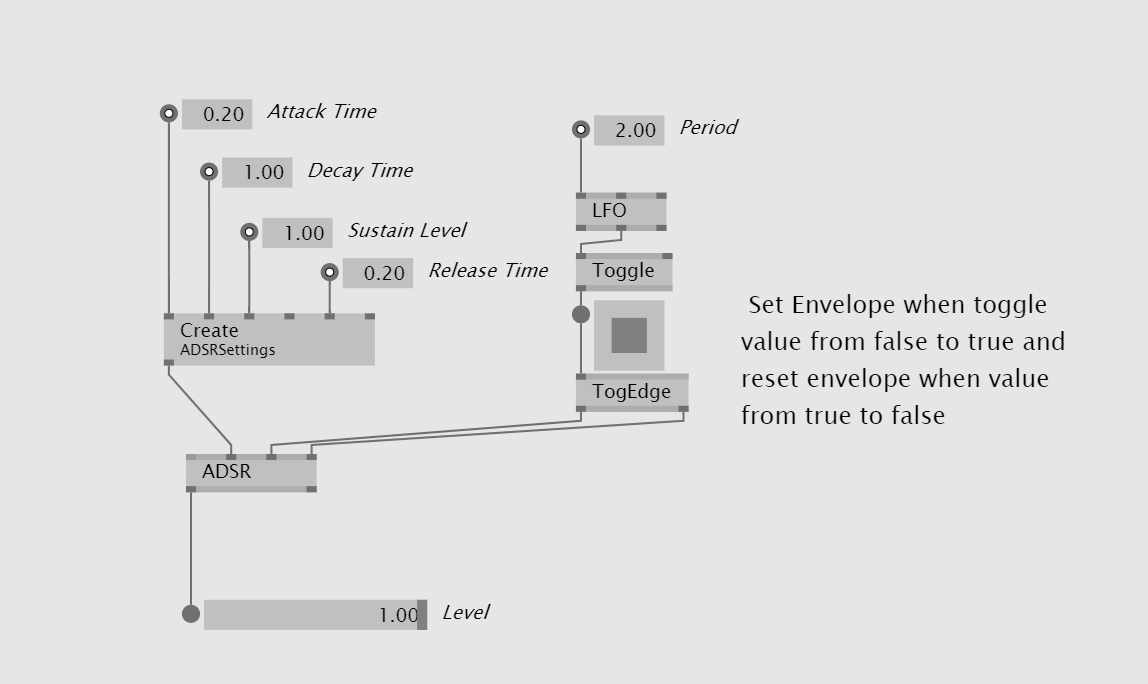 0.20 Attack Time
2.00 Period
1.00 Decay Time
LFO
1.00 Sustain Level
0.20 Release Time
Toggle
Set Envelope when toggle
value from false to true and
reset envelope when value
from true to false
Create
ADSRSettings
TogEdge
ADSR
1.00 Level